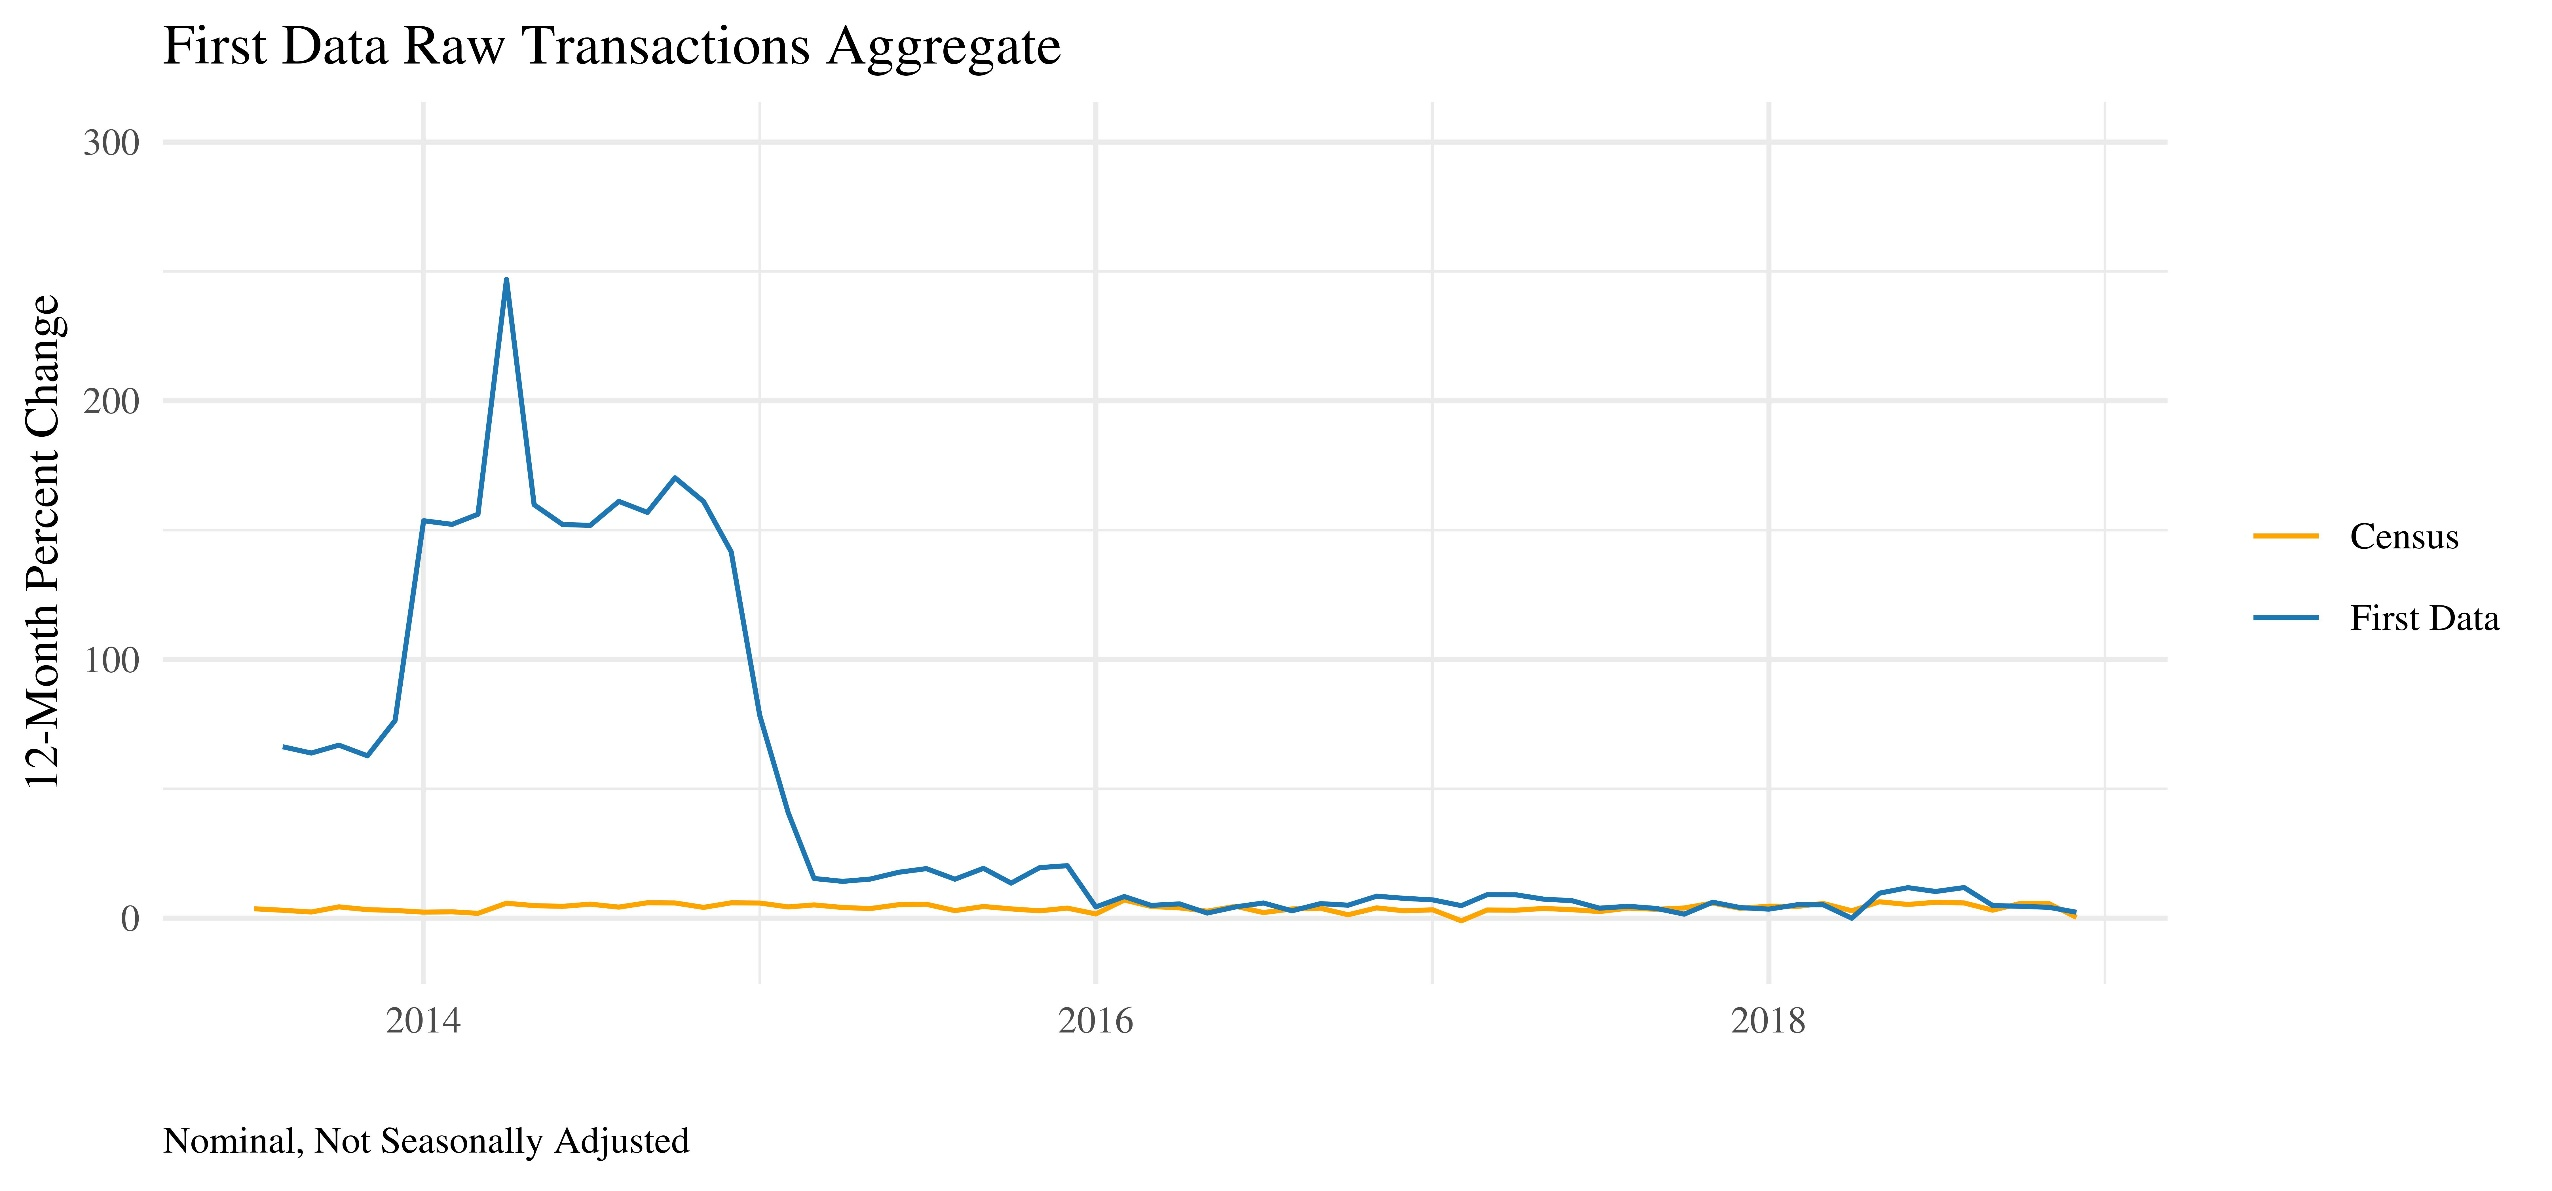 First Data Raw Transactions Aggregate
12-Month Percent Change
300
200
100
0
2014
2016
2018
Census
First Data
Nominal, Not Seasonally Adjusted